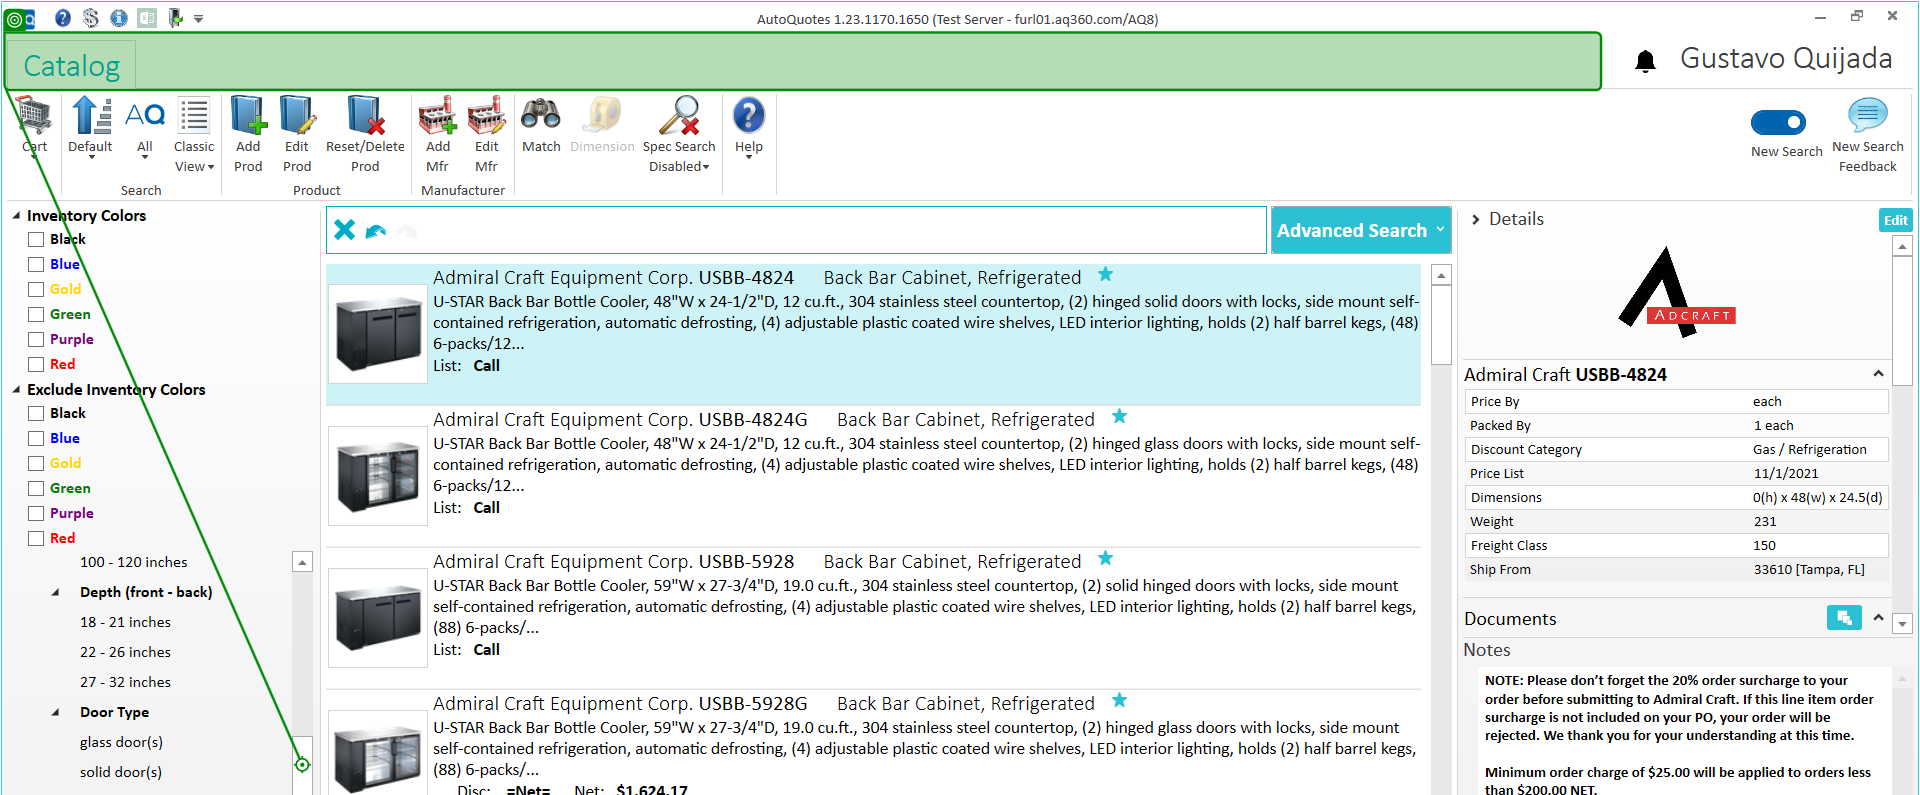 AutoQuotes 1.23.1170.1650 (Test Server - furl01.aq360.com/AQ8)
Catalog
Gustavo Quijada
Cart
Default
All
Classic View
Search
Add Prod
Edit Prod
Reset/Delete Prod
Product
Add Mfr
Edit Mfr
Manufacturer
Match
Dimension
Spec Search Disabled
Help
New Search
New Search Feedback
Inventory Colors
Black
Blue
Gold
Green
Purple
Red
Exclude Inventory Colors
Black
Blue
Gold
Green
Purple
Red
100 - 120 inches
Depth (front - back)
18 - 21 inches
22 - 26 inches
27 - 32 inches
Door Type
glass door(s)
solid door(s)
Advanced Search
Admiral Craft Equipment Corp. USBB-4824 Back Bar Cabinet, Refrigerated
U-STAR Back Bar Bottle Cooler, 48"W x 24-1/2"D, 12 cu.ft., 304 stainless steel countertop, (2) hinged solid doors with locks, side mount self-
contained refrigeration, automatic defrosting, (4) adjustable plastic coated wire shelves, LED interior lighting, holds (2) half barrel kegs, (48)
6-packs/12...
List: Call
Admiral Craft Equipment Corp. USBB-4824G Back Bar Cabinet, Refrigerated
U-STAR Back Bar Bottle Cooler, 48"W x 24-1/2"D, 12 cu.ft., 304 stainless steel countertop, (2) hinged glass doors with locks, side mount self-
contained refrigeration, automatic defrosting, (4) adjustable plastic coated wire shelves, LED interior lighting, holds (2) half barrel kegs, (48)
6-packs/12...
List: Call
Admiral Craft Equipment Corp. USBB-5928 Back Bar Cabinet, Refrigerated
U-STAR Back Bar Bottle Cooler, 59"W x 27-3/4"D, 19.0 cu.ft., 304 stainless steel countertop, (2) solid hinged doors with locks, side mount
self-contained refrigeration, automatic defrosting, (4) adjustable plastic coated wire shelves, LED interior lighting, holds (2) half barrel kegs,
(88) 6-packs/...
List: Call
Admiral Craft Equipment Corp. USBB-5928G Back Bar Cabinet, Refrigerated
U-STAR Back Bar Bottle Cooler, 59"W x 27-3/4"D, 19.0 cu.ft., 304 stainless steel countertop, (2) hinged glass doors with locks, side mount
self-contained refrigeration, automatic defrosting, (4) adjustable plastic coated wire shelves, LED interior lighting, holds (2) half barrel kegs,
(88) 6-packs/...
Disc: =Net= Net: $1,624.17
Details
Edit
ADCRAFT
Admiral Craft USBB-4824
Price By each
Packed By 1 each
Discount Category Gas / Refrigeration
Price List 11/1/2021
Dimensions 0(h) x 48(w) x 24.5(d)
Weight 231
Freight Class 150
Ship From 33610 [Tampa, FL]
Documents
Notes
NOTE: Please don't forget the 20% order surcharge to your
order before submitting to Admiral Craft. If this line item order
surcharge is not included on your PO, your order will be
rejected. We thank you for your understanding at this time.
Minimum order charge of $25.00 will be applied to orders less
than $200.00 NET.